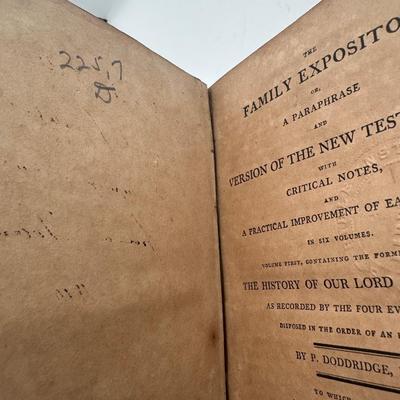 225.7
D
THE
FAMILY EXPOSITO
OR,
A PARAPHRASE
AND
VERSION OF THE NEW TEST
WITH
CRITICAL NOTES,
AND
A PRACTICAL IMPROVEMENT OF EA
IN SIX VOLUMES.
VOLUME FIRST, CONTAINING THE FORME
THE HISTORY OF OUR LORD
AS RECORDED BY THE FOUR EV
DISPOSED IN THE ORDER OF AN
BY P. DODDRIDGE,
TO WHICH